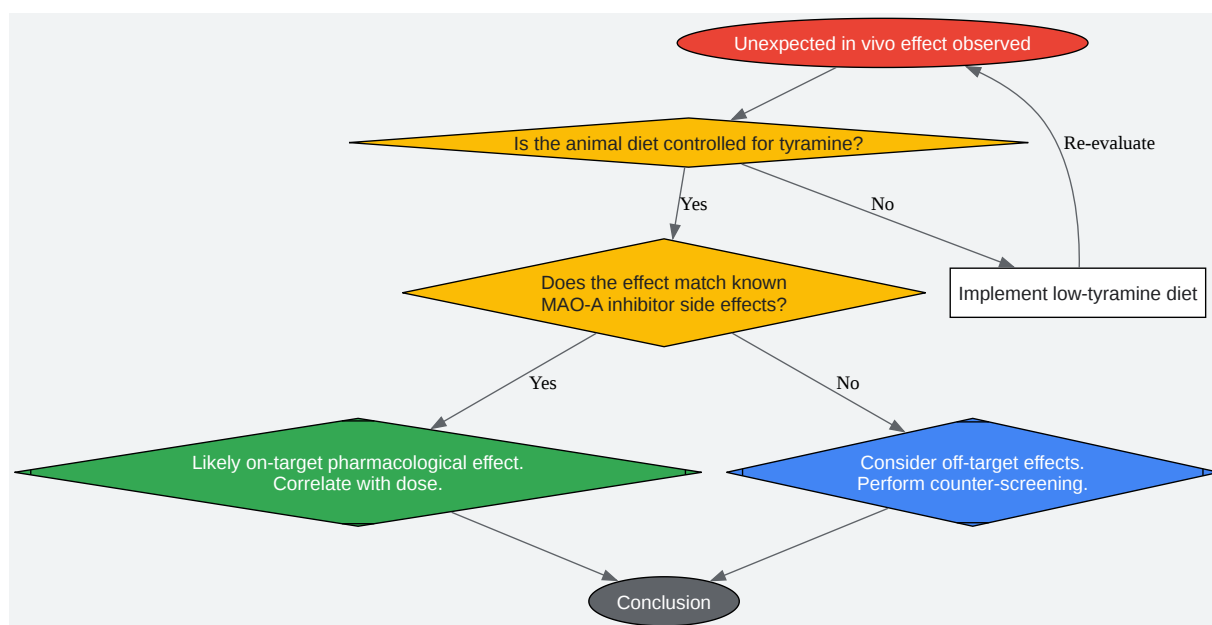 Unexpected in vivo effect observed
Is the animal diet controlled for tyramine?
Re-evaluate
Yes
No
Does the effect match known
MAO-A inhibitor side effects?
Implement low-tyramine diet
Yes
No
Likely on-target pharmacological effect.
Correlate with dose.
Consider off-target effects.
Perform counter-screening.
Conclusion